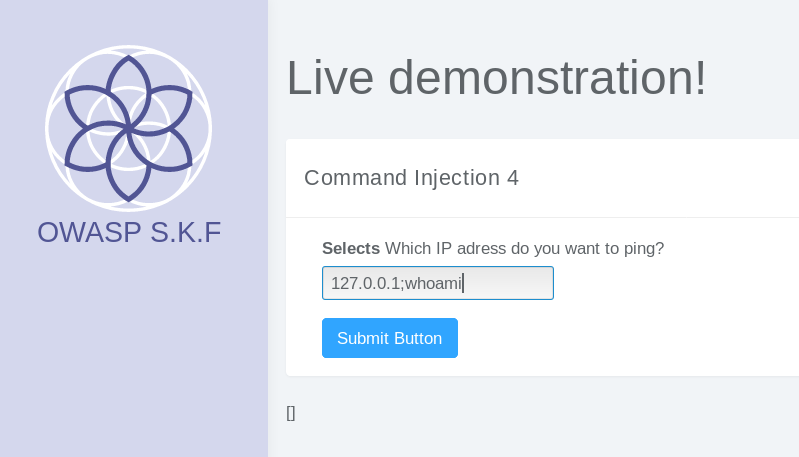 OWASP S.K.F
Live demonstration!
Command Injection 4
Selects Which IP adress do you want to ping?
127.0.0.1;whoami
Submit Button
[]